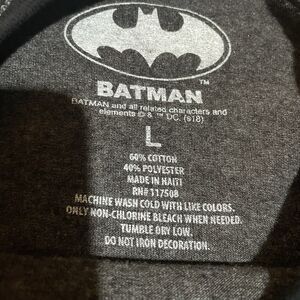 BATMAN
BATMAN and all related characters and
elements © & ™ DC. (s18)
L
60% COTTON
40% POLYESTER
MADE IN HAITI
RN# 117508
MACHINE WASH COLD WITH LIKE COLORS.
ONLY NON-CHLORINE BLEACH WHEN NEEDED.
TUMBLE DRY LOW.
DO NOT IRON DECORATION.